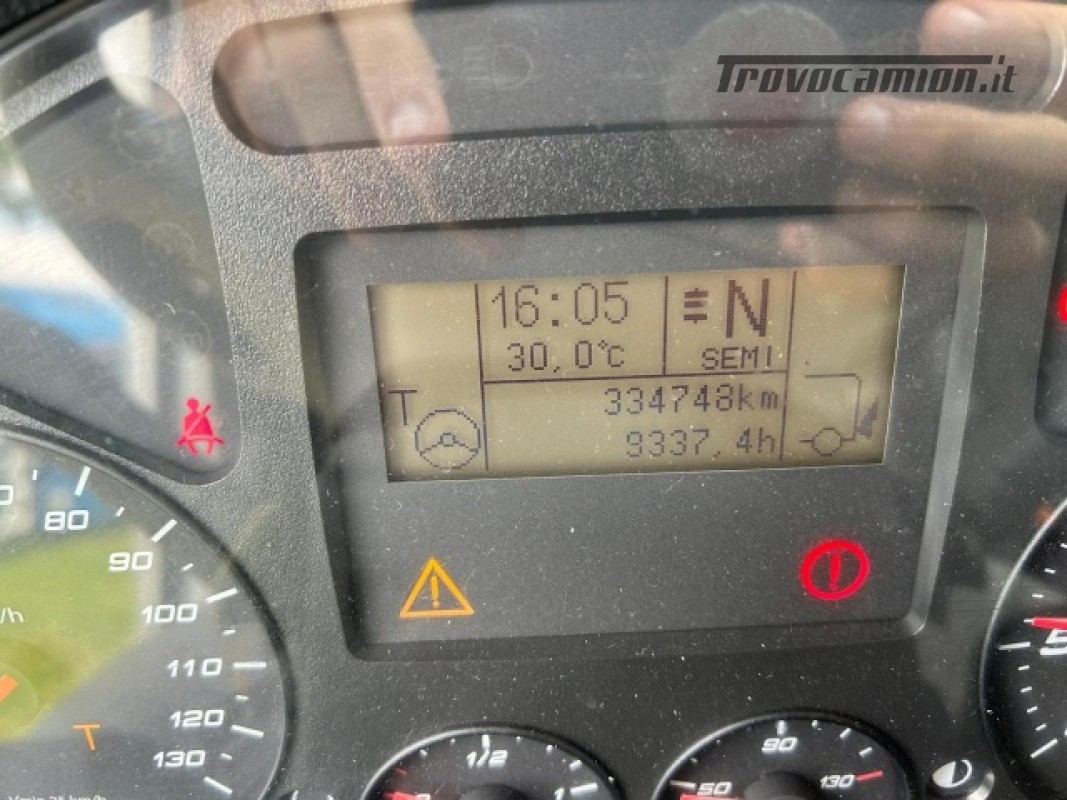 Trovocamion.it
16:05
N
30,0°C
SEMI
T
334748km
9337,4h
80
90
/h
100
110
T
120
130
1/2
1
50
90
130